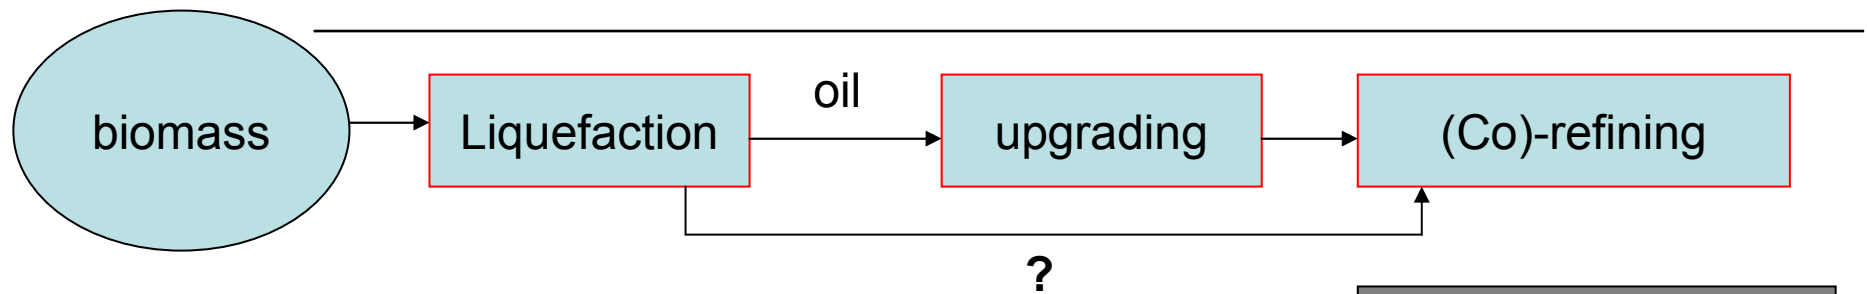 biomass
Liquefaction
oil
upgrading
(Co)-refining
?